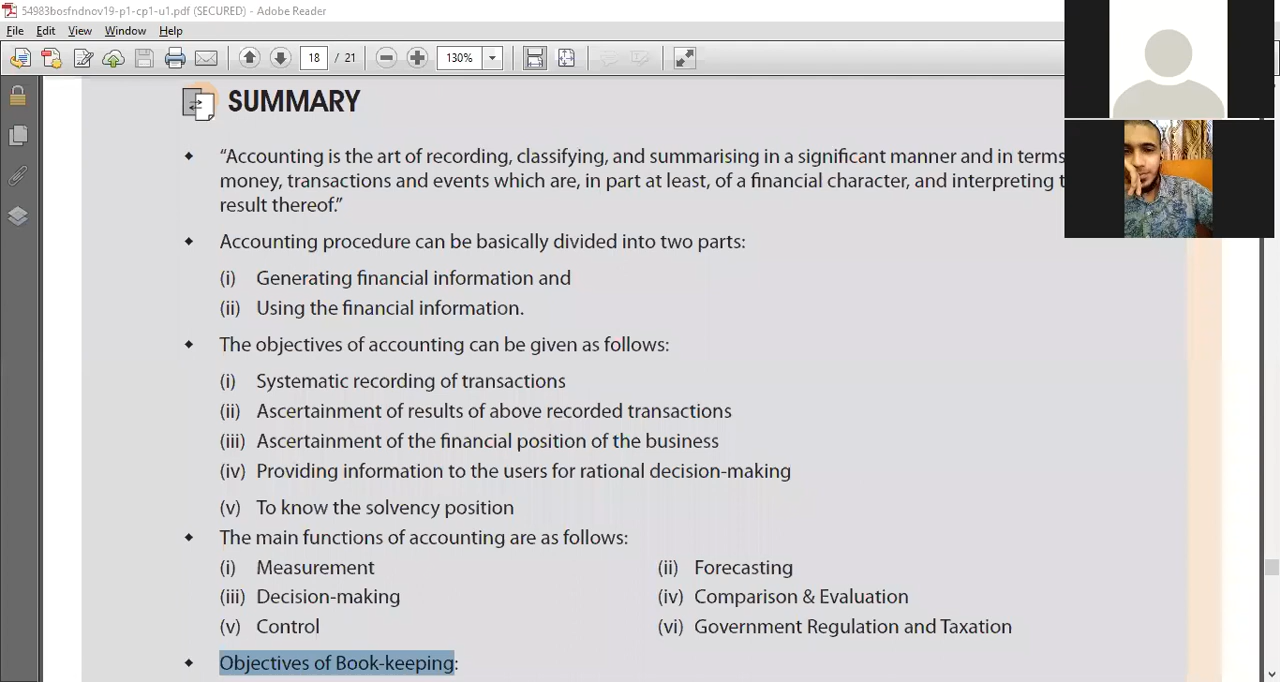 54983bosfndnov19-p1-cp1-u1.pdf (SECURED) - Adobe Reader
File Edit View Window Help
18 / 21 130%
SUMMARY
“Accounting is the art of recording, classifying, and summarising in a significant manner and in terms
money, transactions and events which are, in part at least, of a financial character, and interpreting
result thereof.”
Accounting procedure can be basically divided into two parts:
(i) Generating financial information and
(ii) Using the financial information.
The objectives of accounting can be given as follows:
(i) Systematic recording of transactions
(ii) Ascertainment of results of above recorded transactions
(iii) Ascertainment of the financial position of the business
(iv) Providing information to the users for rational decision-making
(v) To know the solvency position
The main functions of accounting are as follows:
(i) Measurement (ii) Forecasting
(iii) Decision-making (iv) Comparison & Evaluation
(v) Control (vi) Government Regulation and Taxation
Objectives of Book-keeping: